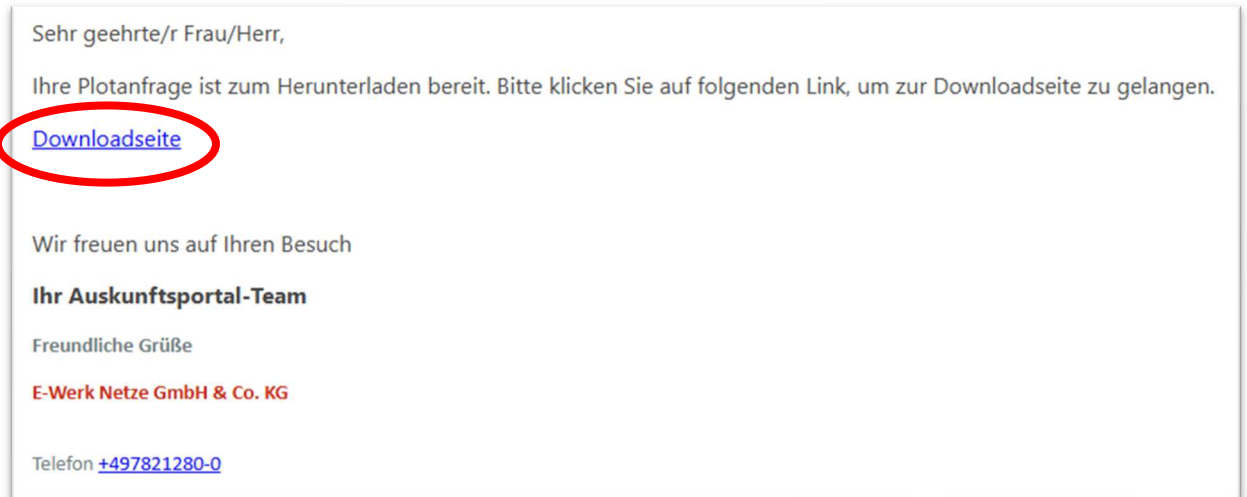 Sehr geehrte/r Frau/Herr,
Ihre Plotanfrage ist zum Herunterladen bereit. Bitte klicken Sie auf folgenden Link, um zur Downloadseite zu gelangen.
Downloadseite
Wir freuen uns auf Ihren Besuch
Ihr Auskunftsportal-Team
Freundliche Grüße
E-Werk Netze GmbH & Co. KG
Telefon +497821280-0